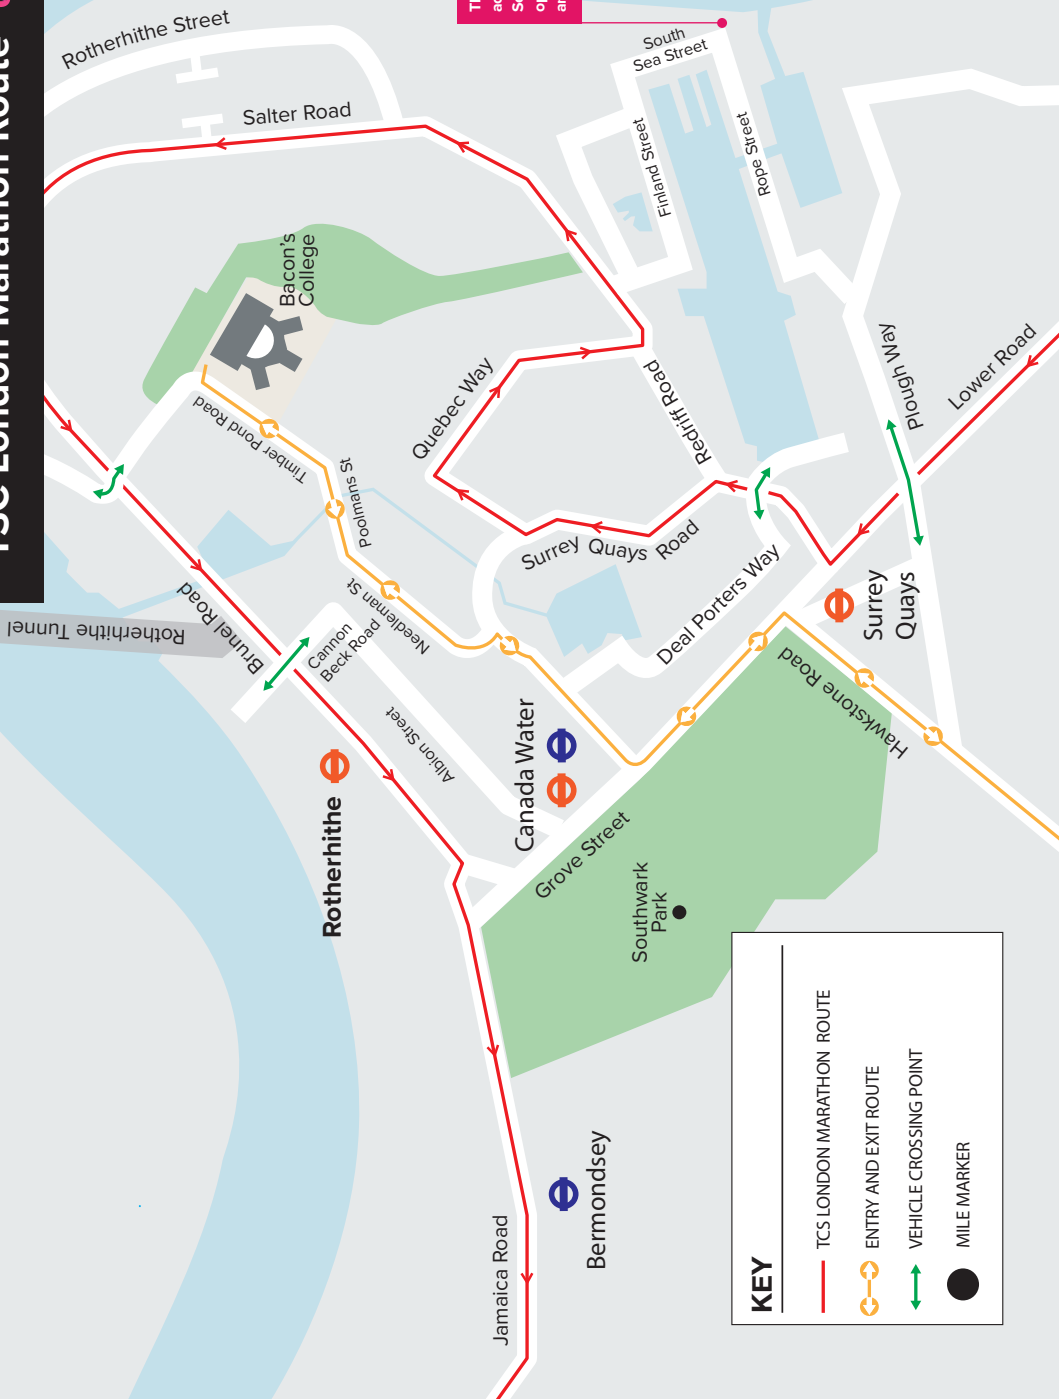 TSC London Marathon Route
Rotherhithe Street
Salter Road
South
Sea Street
Finland Street
Rope Street
Bacon's
College
Timber Pond Road
Poolmans St
Needleman St
Quebec Way
Redriff Road
Plough Way
Lower Road
Surrey Quays Road
Deal Porters Way
Surrey
Quays
Hawkstone Road
Rotherhithe Tunnel
Brunel Road
Cannon
Beck Road
Albion Street
Rotherhithe
Canada Water
Grove Street
Southwark
Park
Jamaica Road
Bermondsey
KEY
TCS LONDON MARATHON ROUTE
ENTRY AND EXIT ROUTE
VEHICLE CROSSING POINT
MILE MARKER